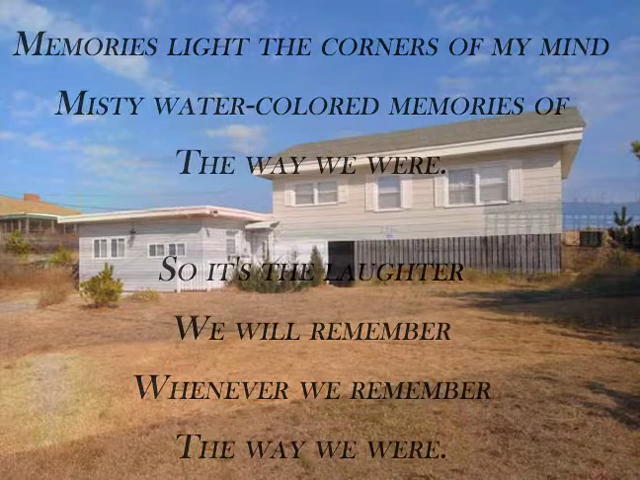 Memories light the corners of my mind
Misty water-colored memories of
The way we were.
So it's the laughter
We will remember
Whenever we remember
The way we were.